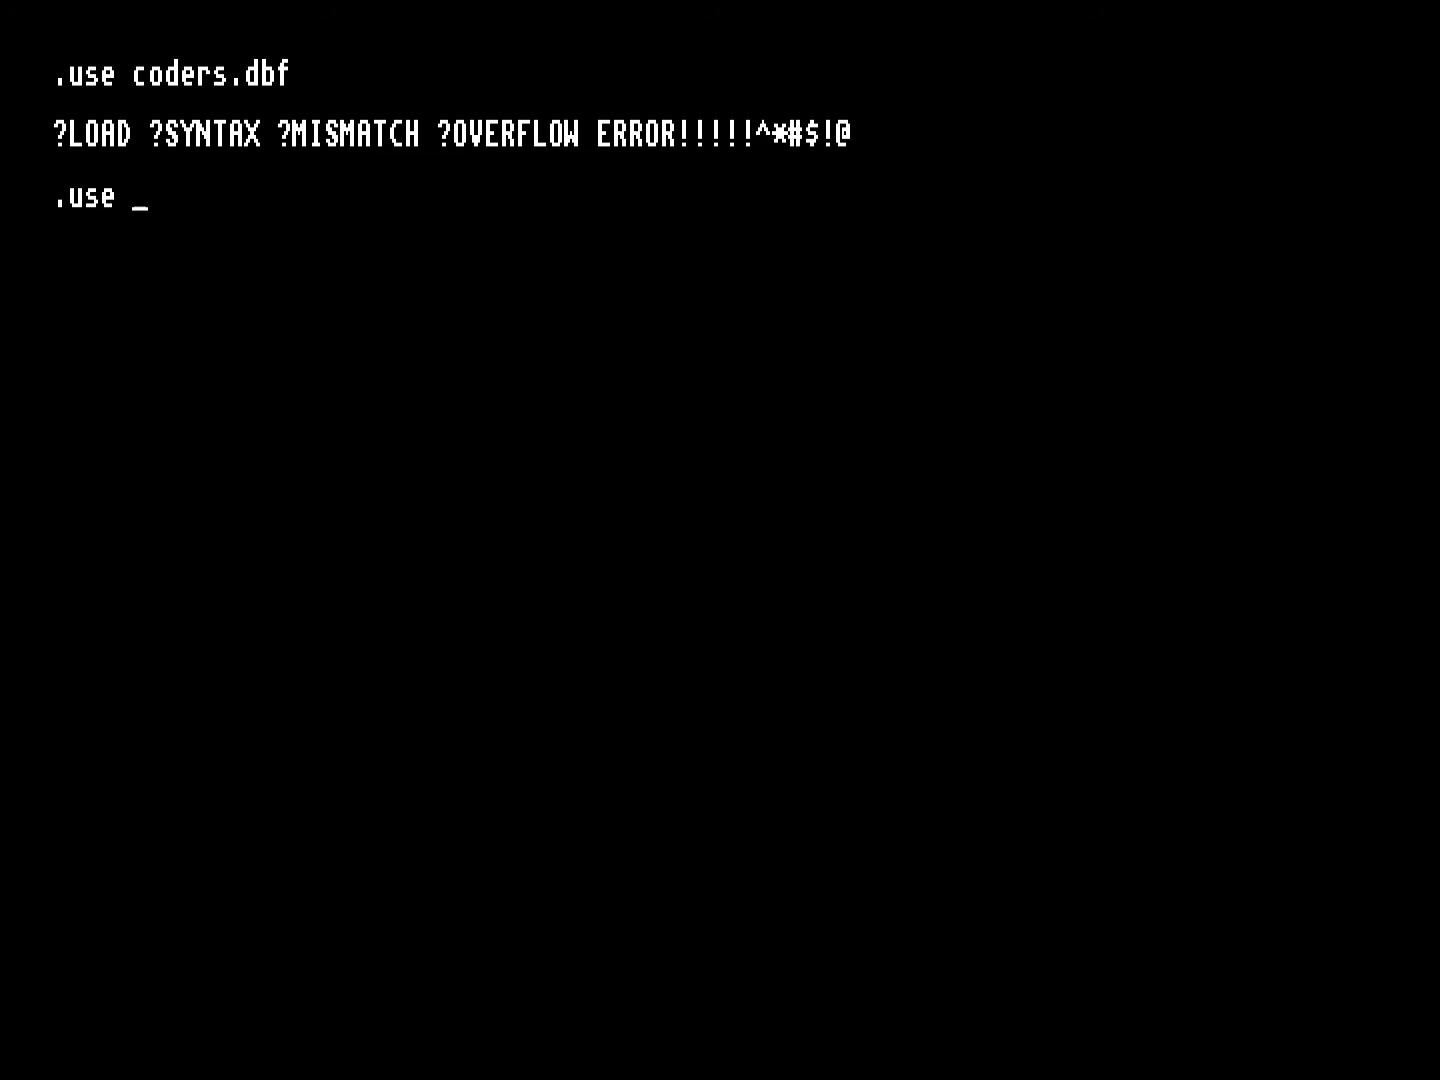 .use coders.dbf
?LOAD ?SYNTAX ?MISMATCH ?OVERFLOW ERROR!!!!!^*#$!@
.use _